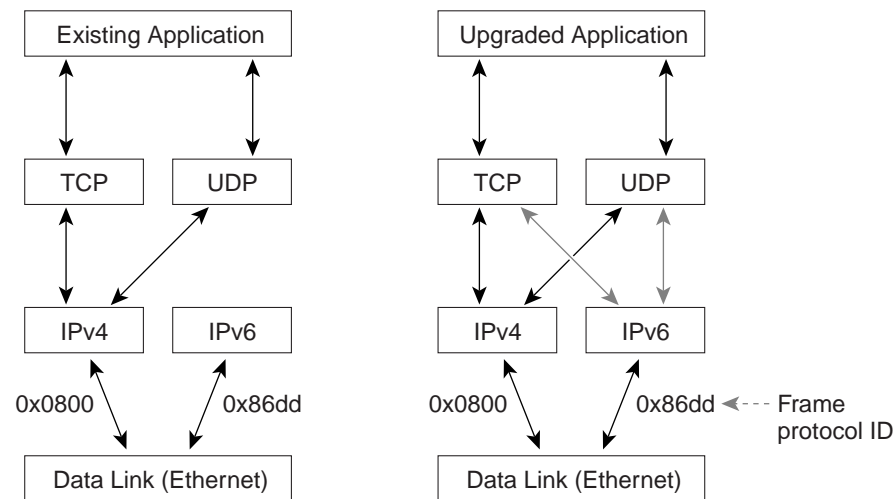 Existing Application
TCP
UDP
IPv4
IPv6
0x0800
0x86dd
Data Link (Ethernet)
Upgraded Application
TCP
UDP
IPv4
IPv6
0x0800
0x86dd
Frame
protocol ID
Data Link (Ethernet)